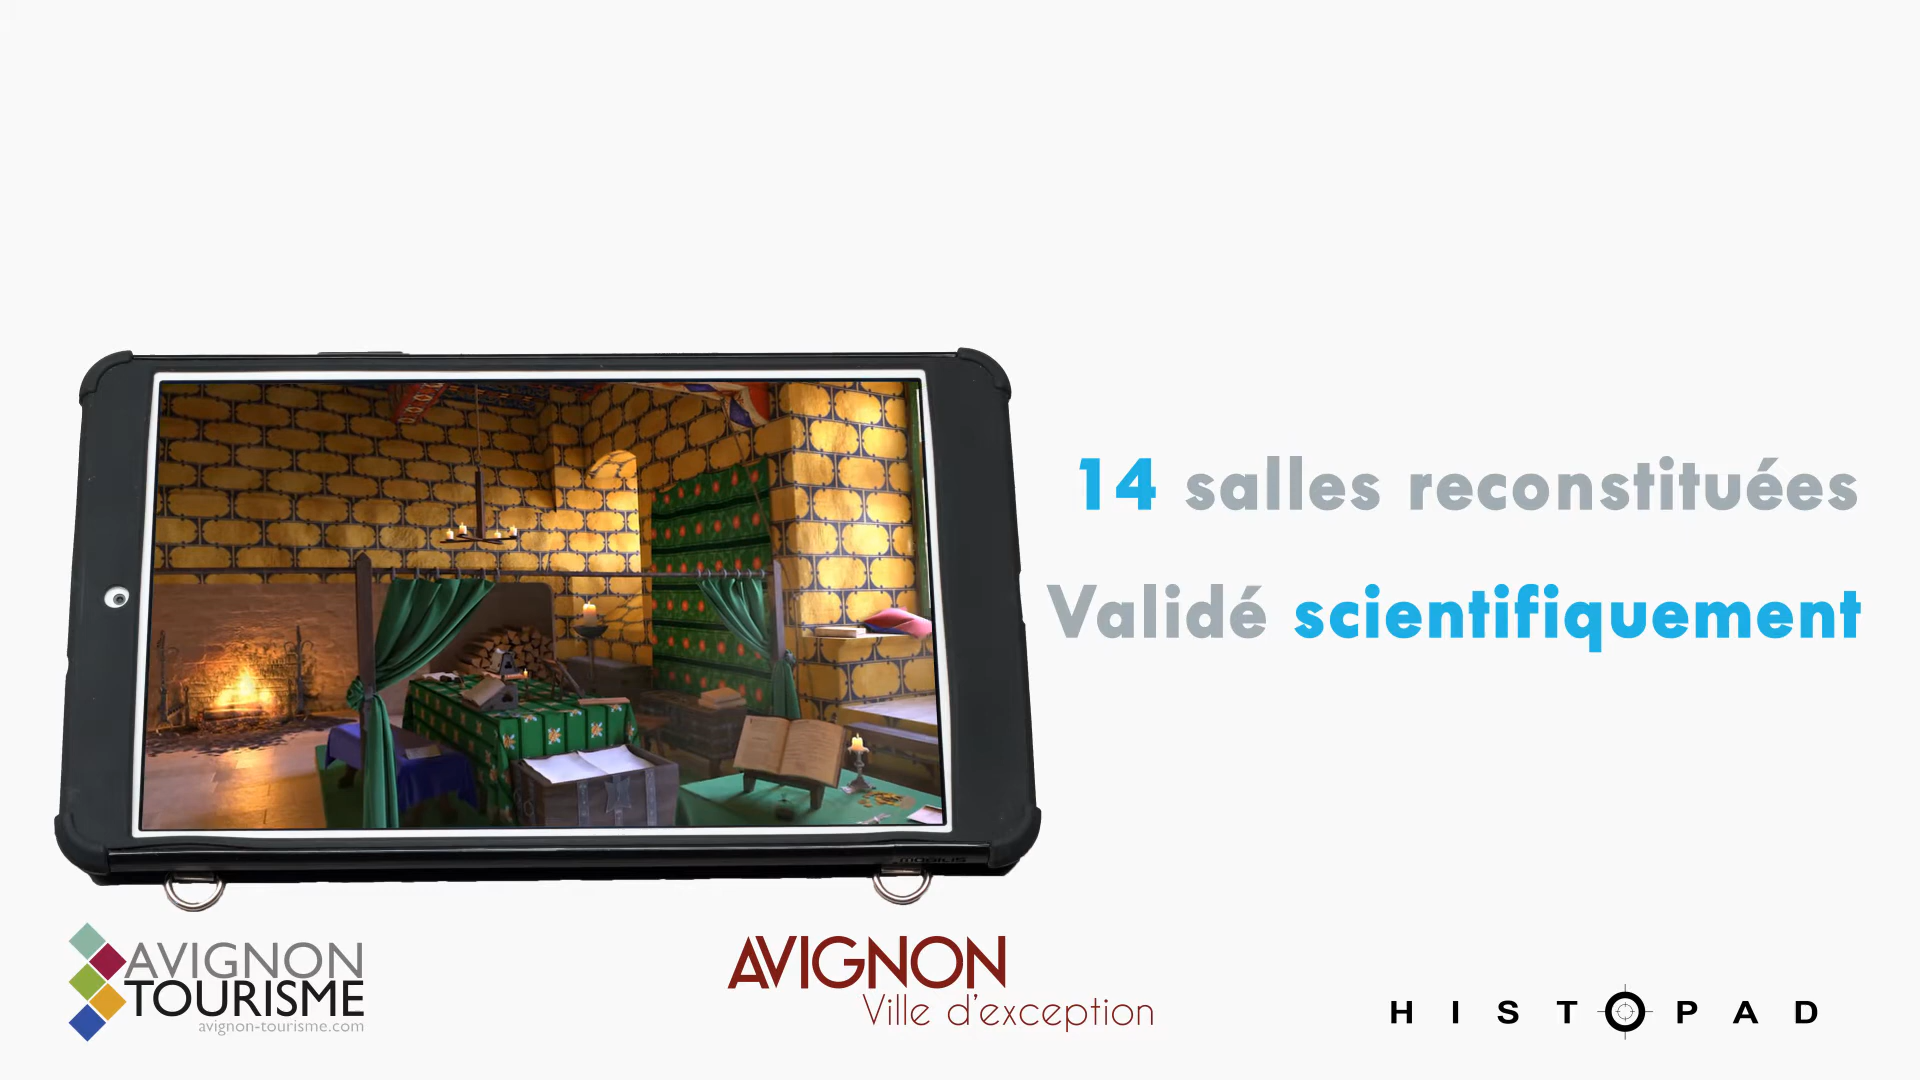 14 salles reconstituées
Validé scientifiquement
AVIGNON
TOURISME
avignon-tourisme.com
AVIGNON
Ville d'exception
HISTOPAD